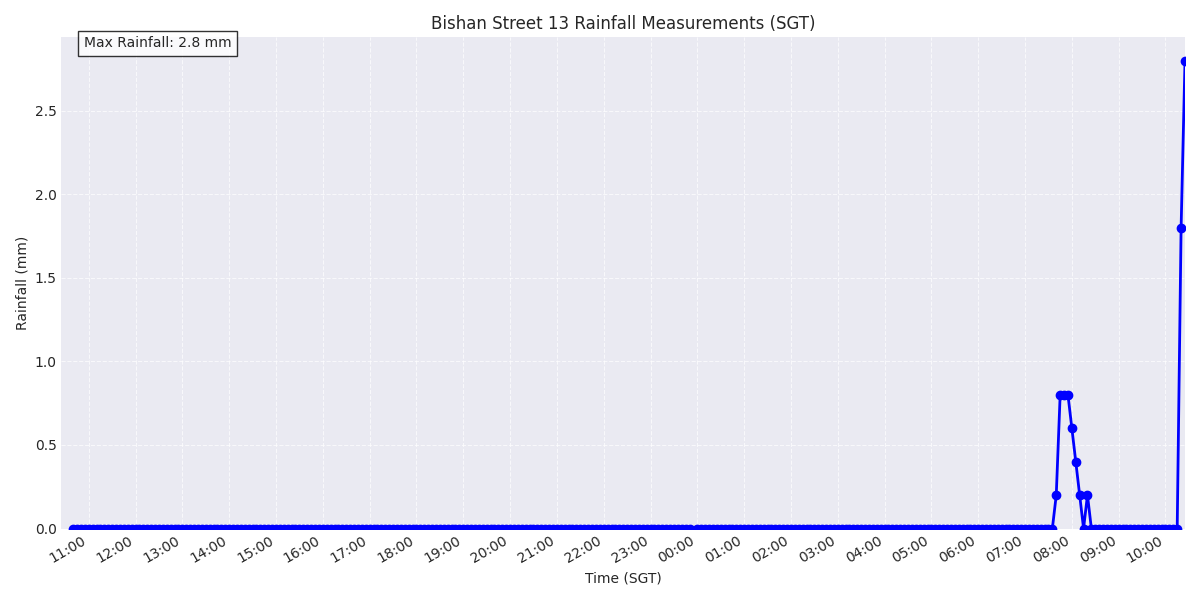 Bishan Street 13 Rainfall Measurements (SGT)
Max Rainfall: 2.8 mm
2.5
2.0
1.5
1.0
0.5
0.0
Rainfall (mm)
11:00 12:00 13:00 14:00 15:00 16:00 17:00 18:00 19:00 20:00 21:00 22:00 23:00 00:00 01:00 02:00 03:00 04:00 05:00 06:00 07:00 08:00 09:00 10:00
Time (SGT)